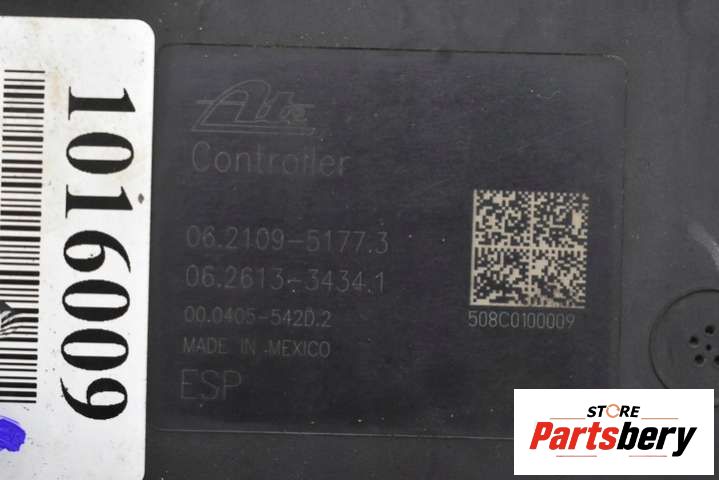 1016009
Ate
Controller
06.2109-5177.3
06.2613-3434.1
00.0405-542D.2
MADE IN MEXICO
ESP
508C0100009
STORE
Partsbery